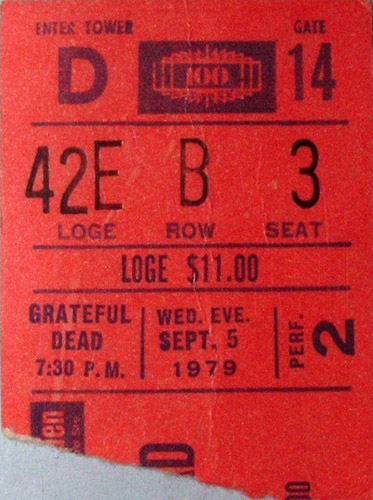 ENTER TOWER
D
100
GATE
14
42E B 3
LOGE ROW SEAT
LOGE $11.00
GRATEFUL
DEAD
7:30 P.M.
WED. EVE.
SEPT. 5
1979
PERF. 2